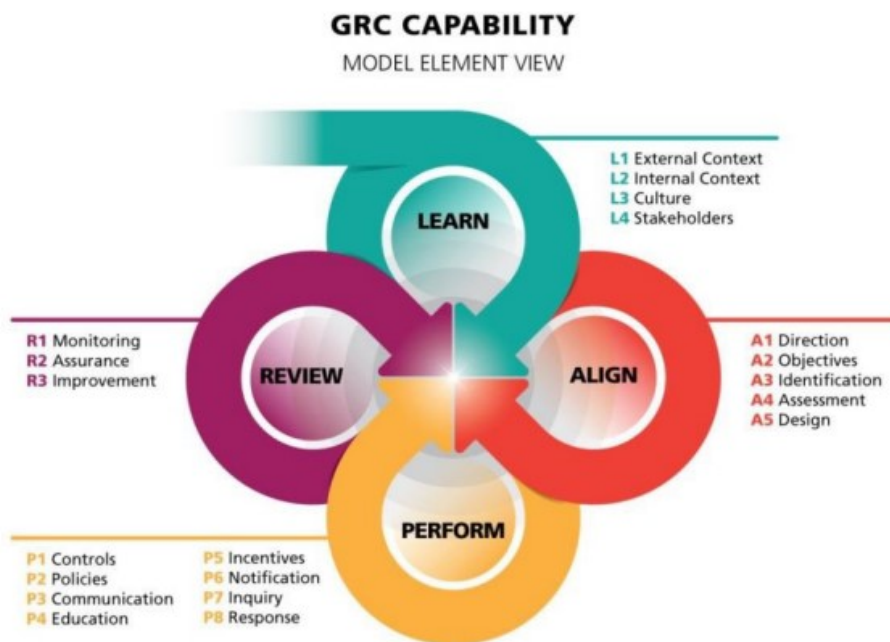 GRC CAPABILITY
MODEL ELEMENT VIEW
LEARN
L1 External Context
L2 Internal Context
L3 Culture
L4 Stakeholders
REVIEW
R1 Monitoring
R2 Assurance
R3 Improvement
ALIGN
A1 Direction
A2 Objectives
A3 Identification
A4 Assessment
A5 Design
PERFORM
P1 Controls
P2 Policies
P3 Communication
P4 Education
P5 Incentives
P6 Notification
P7 Inquiry
P8 Response